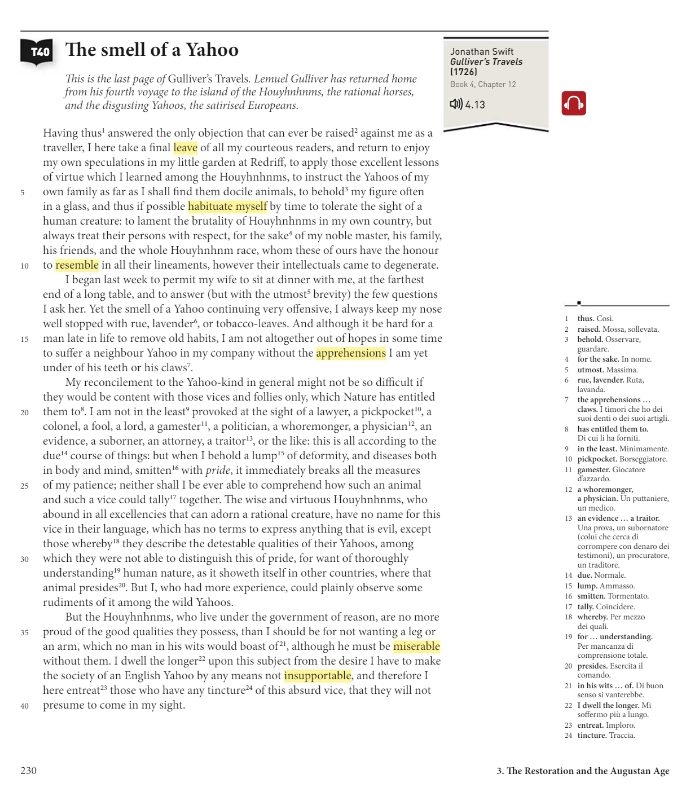 T40
The smell of a Yahoo
This is the last page of Gulliver's Travels. Lemuel Gulliver has returned home
from his fourth voyage to the island of the Houyhnhnms, the rational horses,
and the disgusting Yahoos, the satirised Europeans.
Jonathan Swift
Gulliver's Travels
(1726)
Book 4, Chapter 12
4.13
Having thus1 answered the only objection that can ever be raised2 against me as a
traveller, I here take a final leave of all my courteous readers, and return to enjoy
my own speculations in my little garden at Redriff, to apply those excellent lessons
of virtue which I learned among the Houyhnhnms, to instruct the Yahoos of my
5 own family as far as I shall find them docile animals, to behold3 my figure often
in a glass, and thus if possible habituate myself by time to tolerate the sight of a
human creature: to lament the brutality of Houyhnhnms in my own country, but
always treat their persons with respect, for the sake4 of my noble master, his family,
his friends, and the whole Houyhnhnm race, whom these of ours have the honour
10 to resemble in all their lineaments, however their intellectuals came to degenerate.
I began last week to permit my wife to sit at dinner with me, at the farthest
end of a long table, and to answer (but with the utmost5 brevity) the few questions
I ask her. Yet the smell of a Yahoo continuing very offensive, I always keep my nose
well stopped with rue, lavender6, or tobacco-leaves. And although it be hard for a
15 man late in life to remove old habits, I am not altogether out of hopes in some time
to suffer a neighbour Yahoo in my company without the apprehensions I am yet
under of his teeth or his claws7.
My reconcilement to the Yahoo-kind in general might not be so difficult if
they would be content with those vices and follies only, which Nature has entitled
20 them to8. I am not in the least9 provoked at the sight of a lawyer, a pickpocket10, a
colonel, a fool, a lord, a gamester11, a politician, a whoremonger, a physician12, an
evidence, a suborner, an attorney, a traitor13, or the like: this is all according to the
due14 course of things: but when I behold a lump15 of deformity, and diseases both
in body and mind, smitten16 with pride, it immediately breaks all the measures
25 of my patience; neither shall I be ever able to comprehend how such an animal
and such a vice could tally17 together. The wise and virtuous Houyhnhnms, who
abound in all excellencies that can adorn a rational creature, have no name for this
vice in their language, which has no terms to express anything that is evil, except
those whereby18 they describe the detestable qualities of their Yahoos, among
30 which they were not able to distinguish this of pride, for want of thoroughly
understanding19 human nature, as it showeth itself in other countries, where that
animal presides20. But I, who had more experience, could plainly observe some
rudiments of it among the wild Yahoos.
But the Houyhnhnms, who live under the government of reason, are no more
35 proud of the good qualities they possess, than I should be for not wanting a leg or
an arm, which no man in his wits would boast of21, although he must be miserable
without them. I dwell the longer22 upon this subject from the desire I have to make
the society of an English Yahoo by any means not insupportable, and therefore I
here entreat23 those who have any tincture24 of this absurd vice, that they will not
40 presume to come in my sight.
1 thus. Così.
2 raised. Mossa, sollevata.
3 behold. Osservare,
guardare.
4 for the sake. In nome.
5 utmost. Massima.
6 rue, lavender. Ruta,
lavanda.
7 the apprehensions …
claws. I timori che ho dei
suoi denti o dei suoi artigli.
8 has entitled them to.
Di cui li ha forniti.
9 in the least. Minimamente.
10 pickpocket. Borseggiatore.
11 gamester. Giocatore
d'azzardo.
12 a whoremonger,
a physician. Un puttaniere,
un medico.
13 an evidence … a traitor.
Una prova, un subornatore
(colui che cerca di
corrompere con denaro dei
testimoni), un procuratore,
un traditore.
14 due. Normale.
15 lump. Ammasso.
16 smitten. Tormentato.
17 tally. Coincidere.
18 whereby. Per mezzo
dei quali.
19 for … understanding.
Per mancanza di
comprensione totale.
20 presides. Esercita il
comando.
21 in his wits … of. Di buon
senso si vanterebbe.
22 I dwell the longer. Mi
soffermo più a lungo.
23 entreat. Imploro.
24 tincture. Traccia.
230
3. The Restoration and the Augustan Age